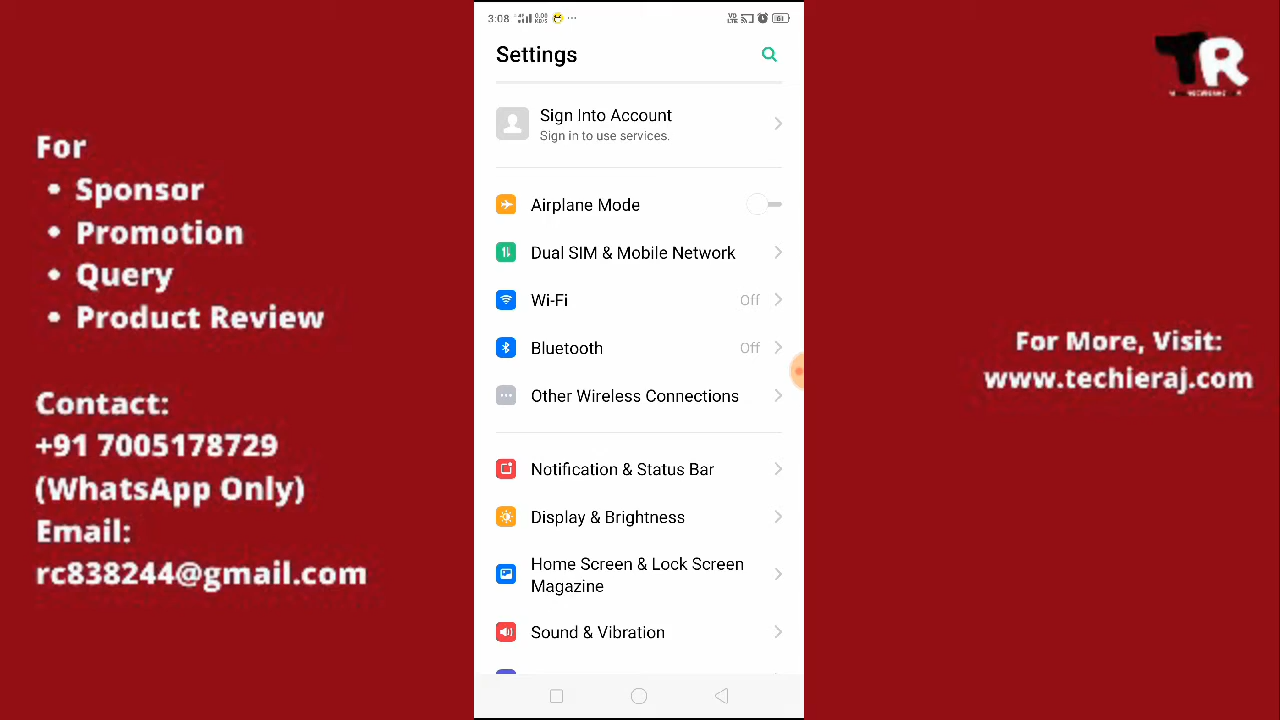 For
• Sponsor
• Promotion
• Query
• Product Review
Contact:
+91 7005178729
(WhatsApp Only)
Email:
rc838244@gmail.com
3:08
Settings
Sign Into Account
Sign in to use services.
Airplane Mode
Dual SIM & Mobile Network
Wi-Fi Off
Bluetooth Off
Other Wireless Connections
Notification & Status Bar
Display & Brightness
Home Screen & Lock Screen
Magazine
Sound & Vibration
TR
For More, Visit:
www.techieraj.com